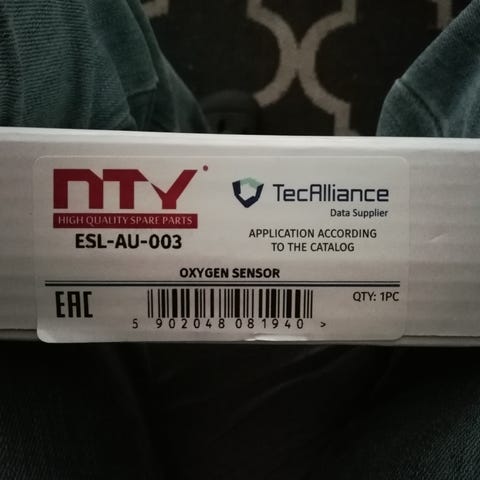 NTY
HIGH QUALITY SPARE PARTS
ESL-AU-003
TecAlliance
Data Supplier
APPLICATION ACCORDING
TO THE CATALOG
OXYGEN SENSOR
EAC
QTY: 1PC
5 902048 081940 >